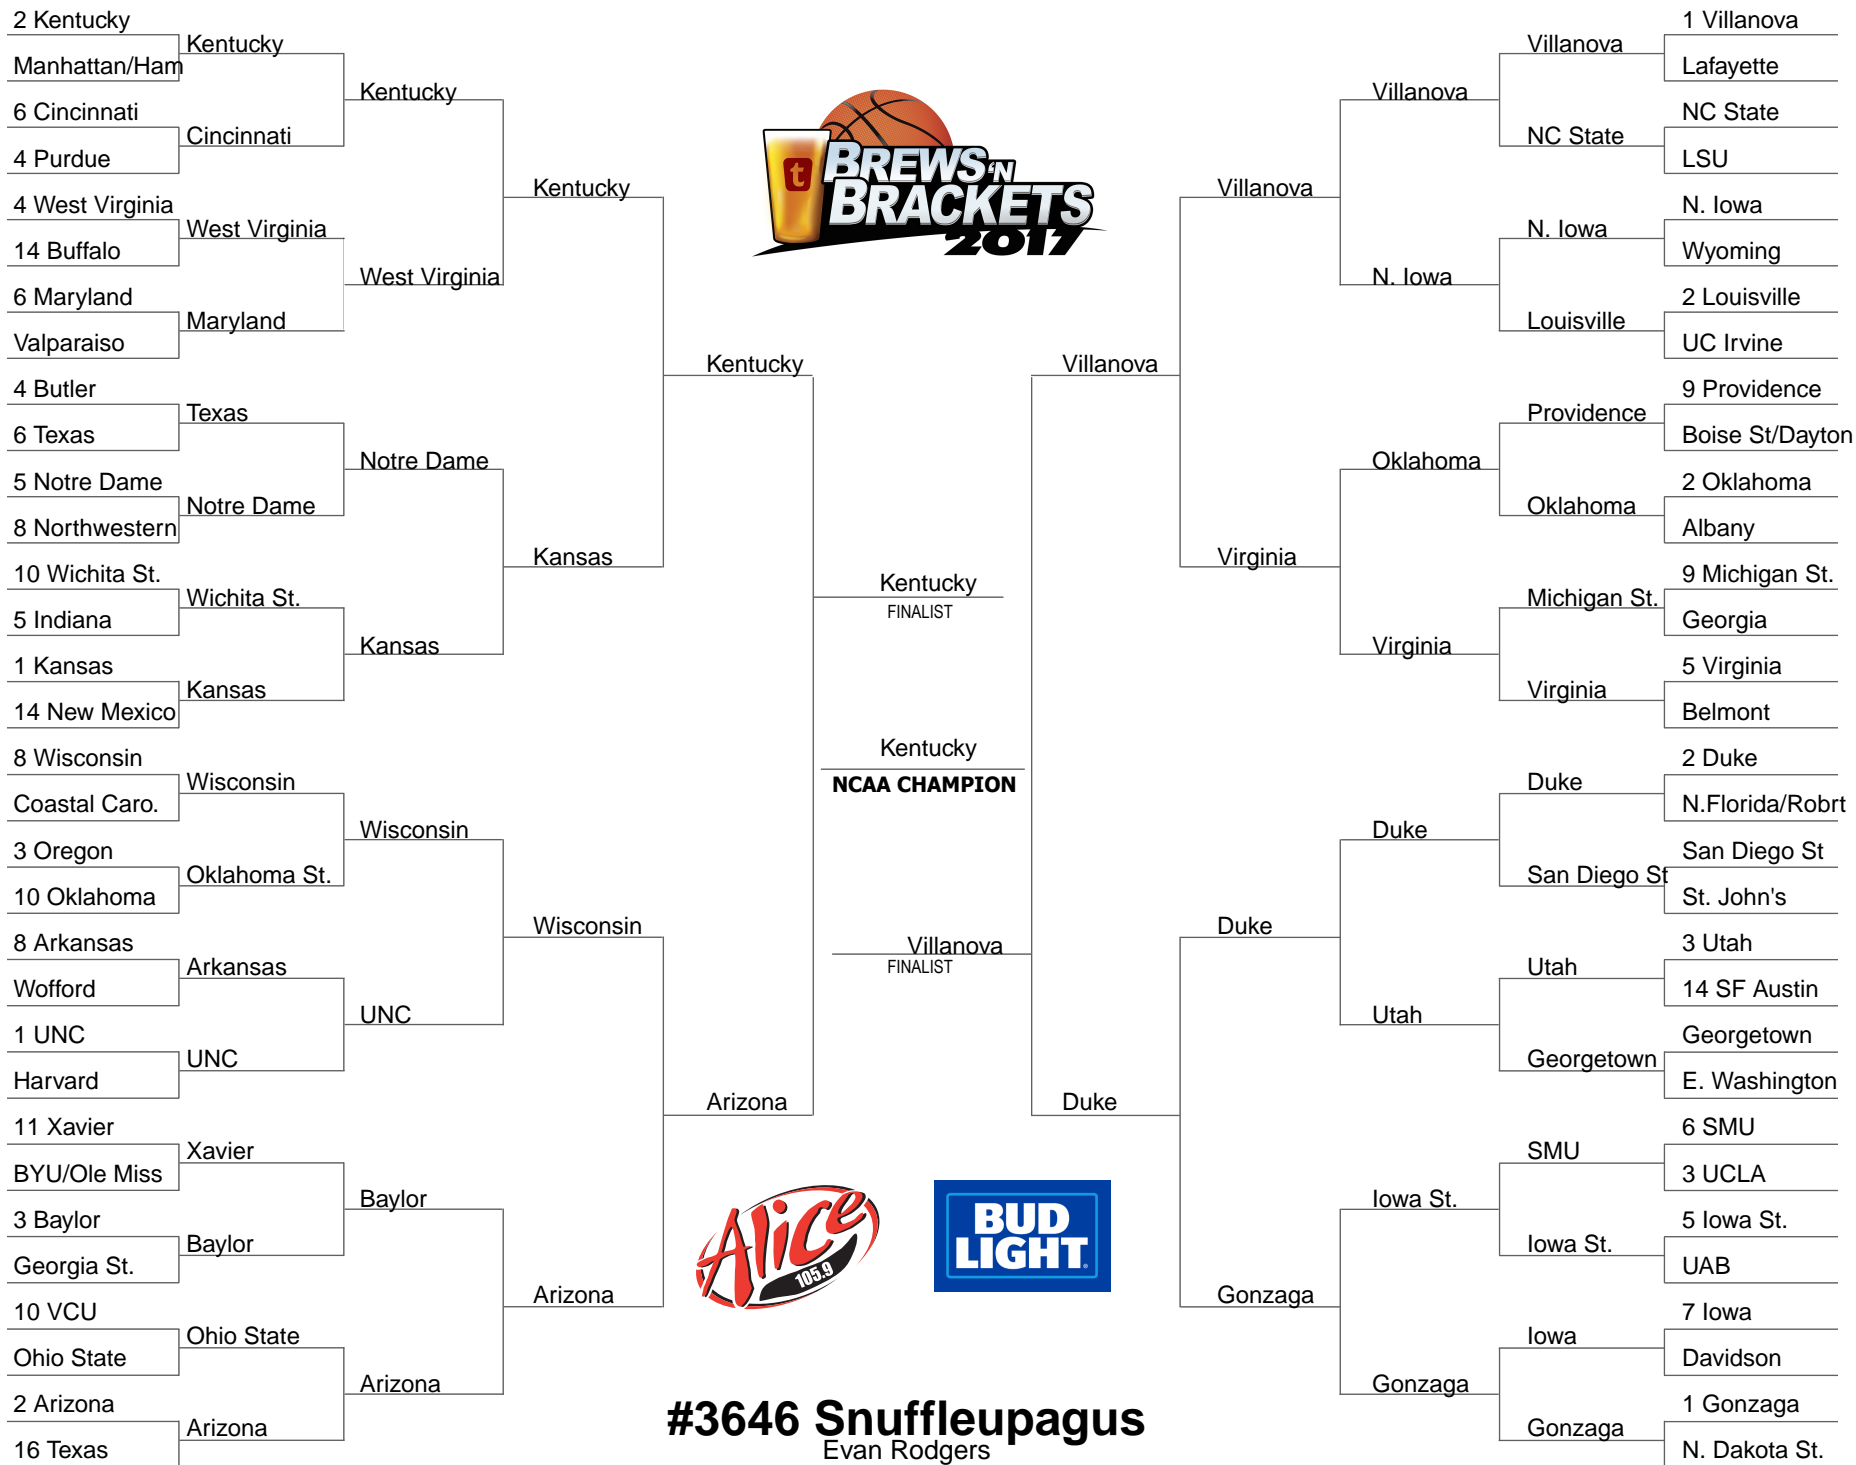 2 Kentucky
Manhattan/Ham
6 Cincinnati
4 Purdue
4 West Virginia
14 Buffalo
6 Maryland
Valparaiso
4 Butler
6 Texas
5 Notre Dame
8 Northwestern
10 Wichita St.
5 Indiana
1 Kansas
14 New Mexico
8 Wisconsin
Coastal Caro.
3 Oregon
10 Oklahoma
8 Arkansas
Wofford
1 UNC
Harvard
11 Xavier
BYU/Ole Miss
3 Baylor
Georgia St.
10 VCU
Ohio State
2 Arizona
16 Texas
Kentucky
Cincinnati
West Virginia
Maryland
Texas
Notre Dame
Wichita St.
Kansas
Wisconsin
Oklahoma St.
Arkansas
UNC
Xavier
Baylor
Ohio State
Arizona
Kentucky
West Virginia
Notre Dame
Kansas
Wisconsin
UNC
Baylor
Arizona
Kentucky
Kansas
Wisconsin
Arizona
Kentucky
Arizona
t
BREWS 'N
BRACKETS
2017
Kentucky
FINALIST
Kentucky
NCAA CHAMPION
Villanova
FINALIST
Alice
105.9
BUD
LIGHT
#3646 Snuffleupagus
Evan Rodgers
Villanova
Duke
Villanova
Virginia
Duke
Gonzaga
Villanova
N. Iowa
Oklahoma
Virginia
Duke
Utah
Iowa St.
Gonzaga
Villanova
NC State
N. Iowa
Louisville
Providence
Oklahoma
Michigan St.
Virginia
Duke
San Diego St
Utah
Georgetown
SMU
Iowa St.
Iowa
Gonzaga
1 Villanova
Lafayette
NC State
LSU
N. Iowa
Wyoming
2 Louisville
UC Irvine
9 Providence
Boise St/Dayton
2 Oklahoma
Albany
9 Michigan St.
Georgia
5 Virginia
Belmont
2 Duke
N.Florida/Robrt
San Diego St
St. John's
3 Utah
14 SF Austin
Georgetown
E. Washington
6 SMU
3 UCLA
5 Iowa St.
UAB
7 Iowa
Davidson
1 Gonzaga
N. Dakota St.